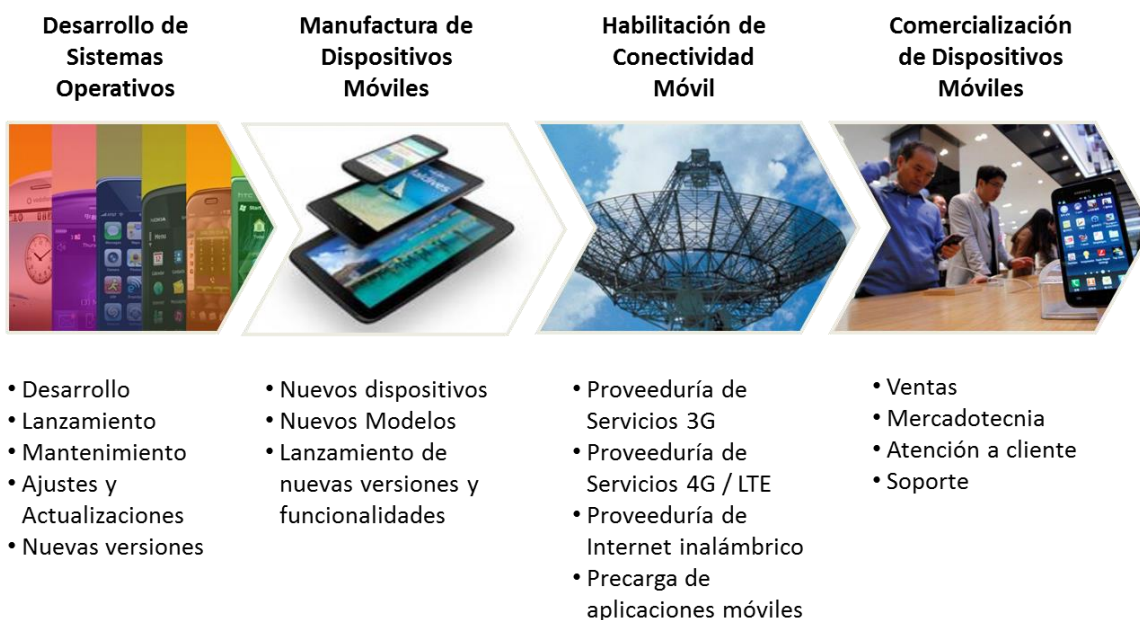 Desarrollo de
Sistemas
Operativos
Manufactura de
Dispositivos
Móviles
Habilitación de
Conectividad
Móvil
Comercialización
de Dispositivos
Móviles
• Desarrollo
• Lanzamiento
• Mantenimiento
• Ajustes y
Actualizaciones
• Nuevas versiones
• Nuevos dispositivos
• Nuevos Modelos
• Lanzamiento de
nuevas versiones y
funcionalidades
• Proveeduría de
Servicios 3G
• Proveeduría de
Servicios 4G / LTE
• Proveeduría de
Internet inalámbrico
• Precarga de
aplicaciones móviles
• Ventas
• Mercadotecnia
• Atención a cliente
• Soporte